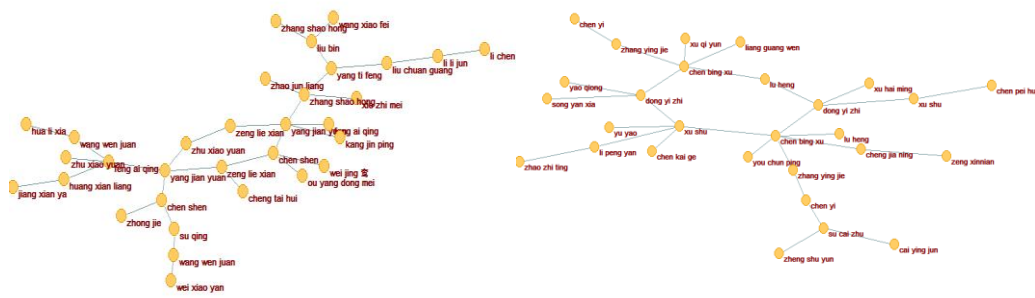 wang xiao fei
zhang shao hong
liu bin
li chen
li li jun
liu chuan guang
yang ti feng
zhao jun liang
xia zhi mei
zhang shao hong
hua li xia
zeng lie xian
yang jian yuan
feng ai qing
wang wen juan
kang jin ping
zhu xiao yuan
zhu xiao yuan
chen shen
feng ai qing
yang jian yuan
zeng lie xian
wei jing
huang xian liang
ou yang dong mei
jiang xian ya
cheng tai hui
chen shen
zhong jie
su qing
wang wen juan
wei xiao yan
chen yi
xu qi yun
liang guang wen
zhang ying jie
chen bing xu
yao qiong
lu heng
xu hai ming
chen pei hu
song yan xia
dong yi zhi
dong yi zhi
xu shu
yu yao
xu shu
chen bing xu
lu heng
li peng yan
chen kai ge
cheng jia ning
zhao zhi ting
you chun ping
zeng xinnian
zhang ying jie
chen yi
su cai zhu
cai ying jun
zheng shu yun